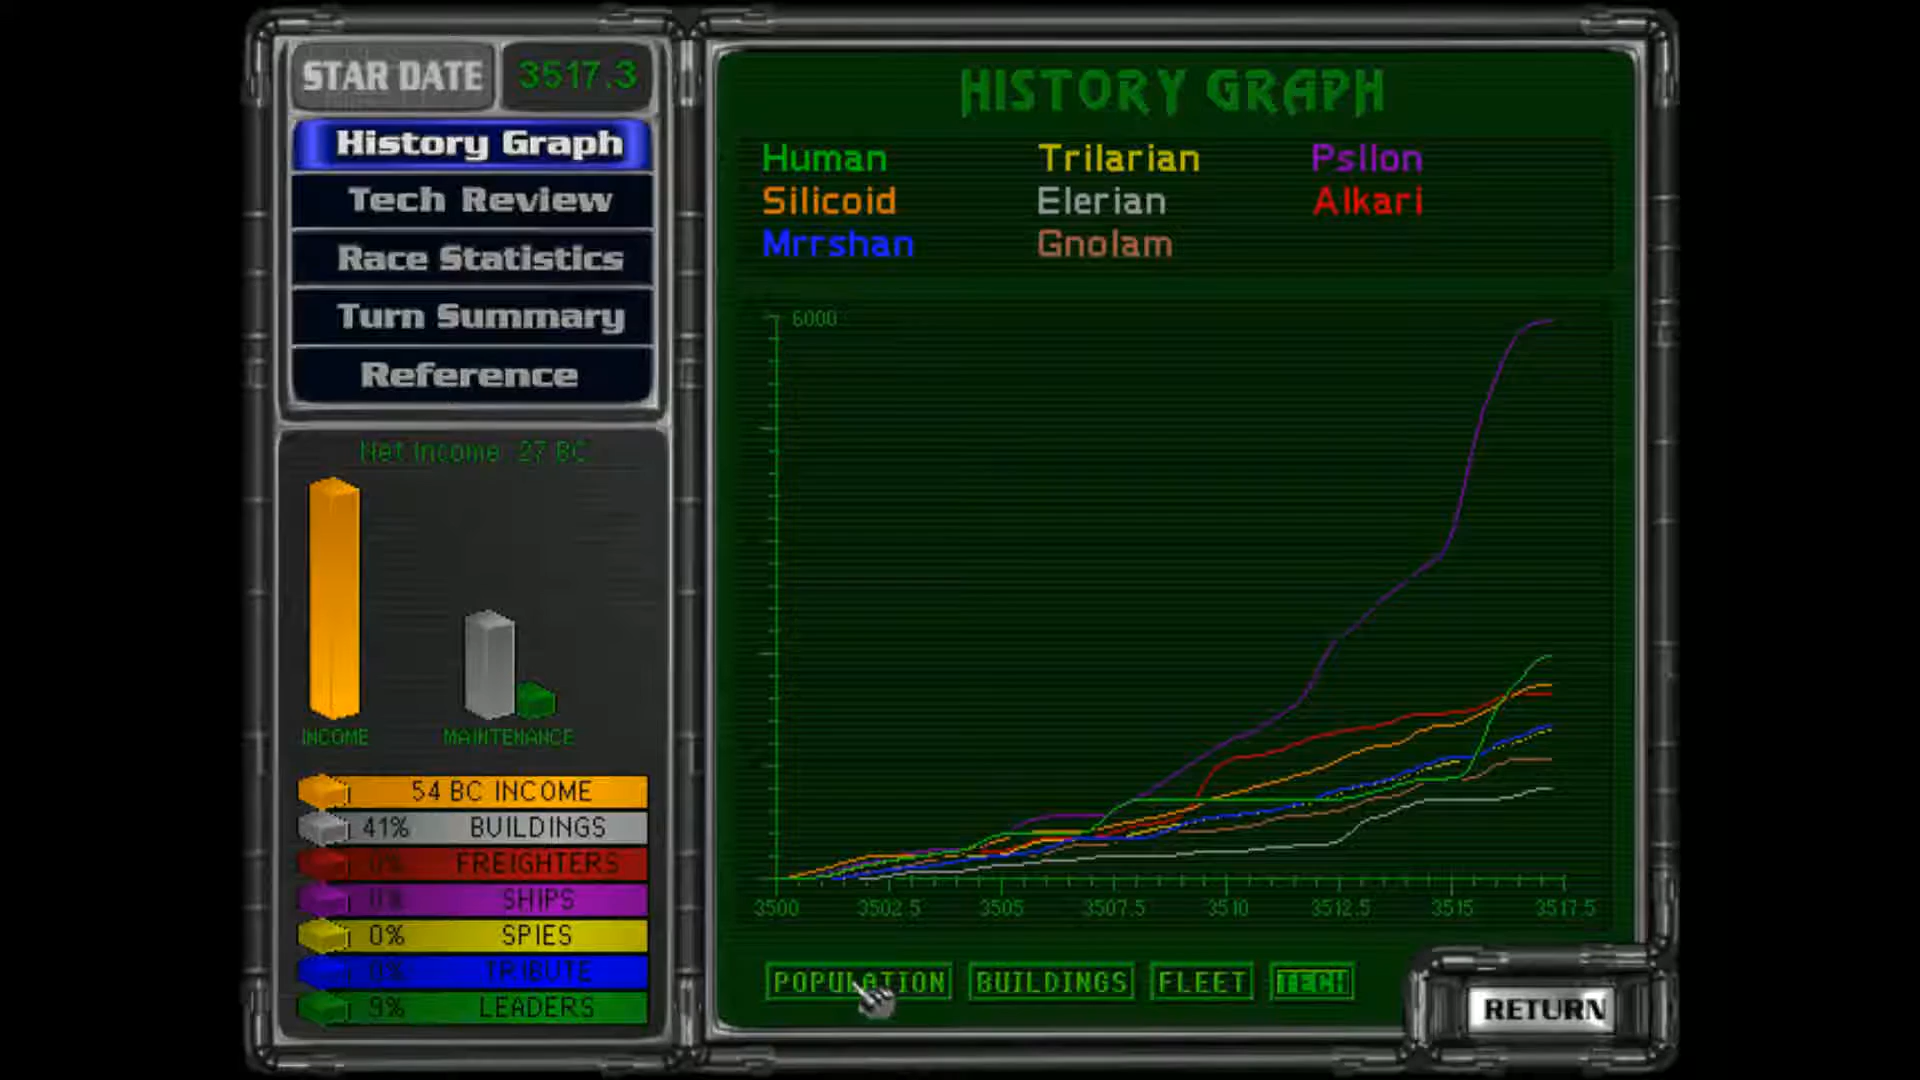 STAR DATE 3517.3
History Graph
Tech Review
Race Statistics
Turn Summary
Reference
Net Income: 27 BC
INCOME MAINTENANCE
54 BC INCOME
41% BUILDINGS
0% FREIGHTERS
0% SHIPS
0% SPIES
0% TRIBUTE
9% LEADERS
HISTORY GRAPH
Human Trilarian Psilon
Silicoid Elerian Alkari
Mrrshan Gnolam
6000
3500 3502.5 3505 3507.5 3510 3512.5 3515 3517.5
POPULATION BUILDINGS FLEET TECH
RETURN